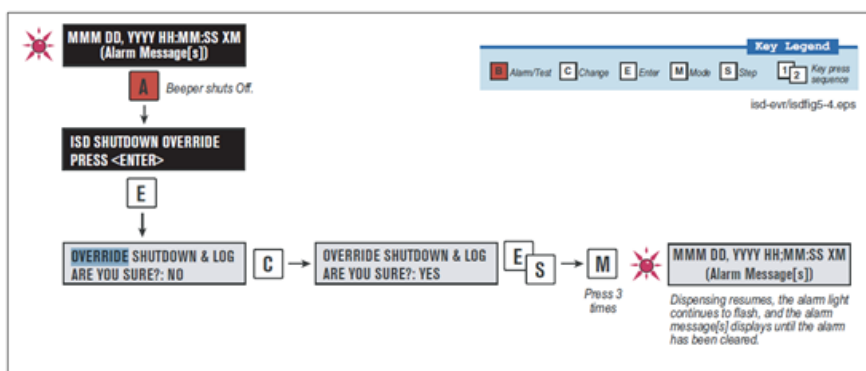 MMM DD, YYYY HH:MM:SS XM
(Alarm Message[s])
A
Beeper shuts Off.
Key Legend
B Alarm/Test C Change E Enter M Mode S Step 1 2 Key press
sequence
isd-evr/isdfig5-4.eps
ISD SHUTDOWN OVERRIDE
PRESS <ENTER>
E
OVERRIDE SHUTDOWN & LOG
ARE YOU SURE?: NO
C
OVERRIDE SHUTDOWN & LOG
ARE YOU SURE?: YES
E
S
M
Press 3
times
MMM DD, YYYY HH;MM:SS XM
(Alarm Message[s])
Dispensing resumes, the alarm light
continues to flash, and the alarm
message[s] displays until the alarm
has been cleared.